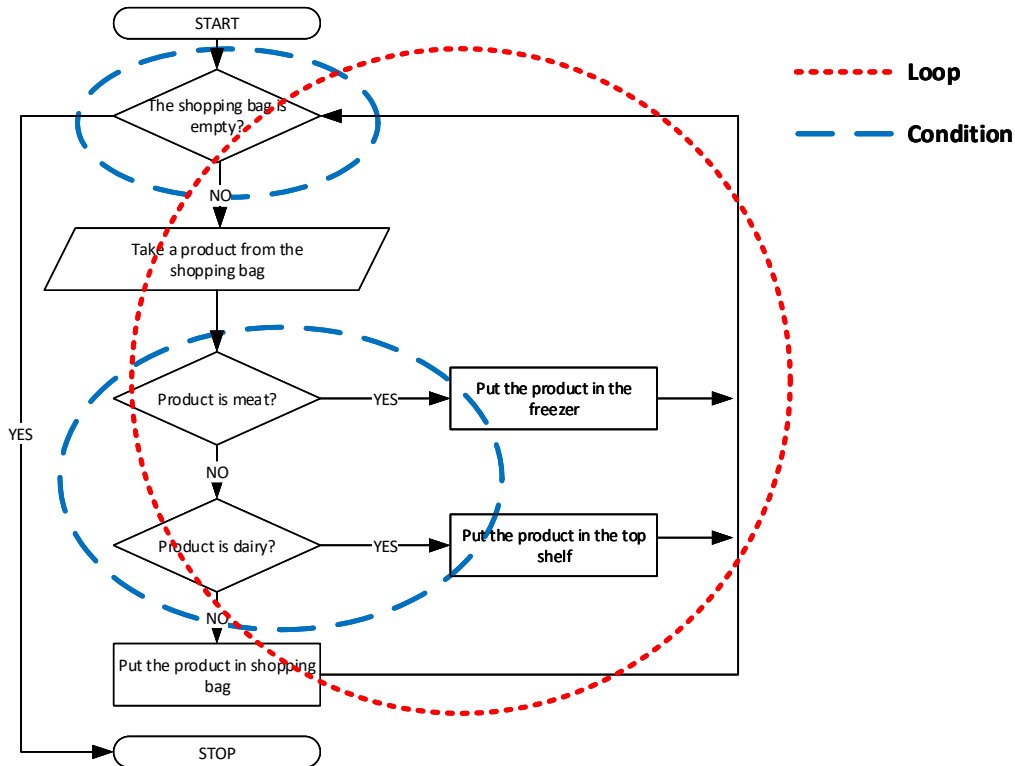 START
Loop
The shopping bag is
empty?
Condition
NO
Take a product from the
shopping bag
Product is meat?
YES
Put the product in the
freezer
YES
NO
Product is dairy?
YES
Put the product in the top
shelf
NO
Put the product in shopping
bag
STOP